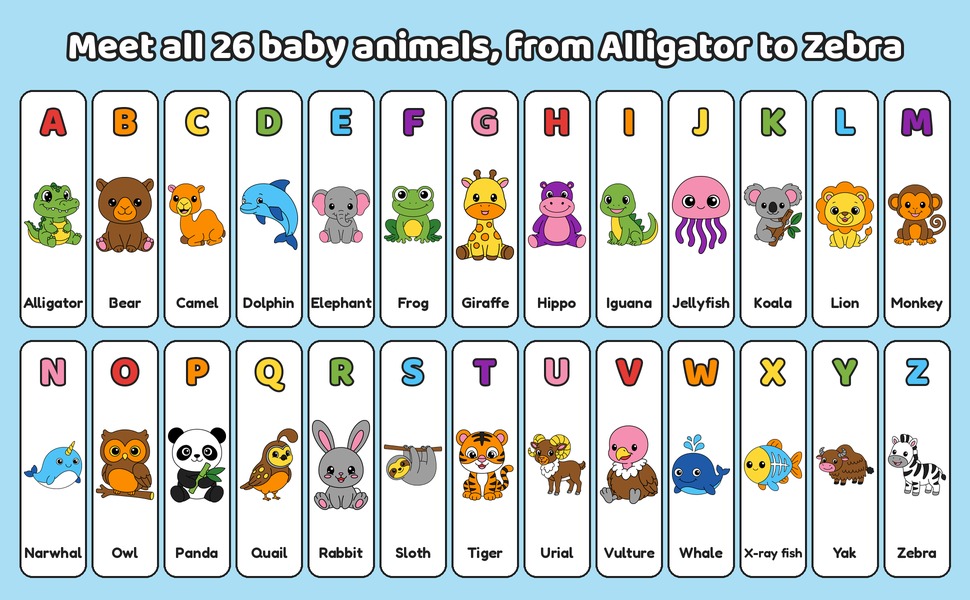 Meet all 26 baby animals, from Alligator to Zebra
A B C D E F G H I J K L M
Alligator Bear Camel Dolphin Elephant Frog Giraffe Hippo Iguana Jellyfish Koala Lion Monkey
N O P Q R S T U V W X Y Z
Narwhal Owl Panda Quail Rabbit Sloth Tiger Urial Vulture Whale X-ray fish Yak Zebra